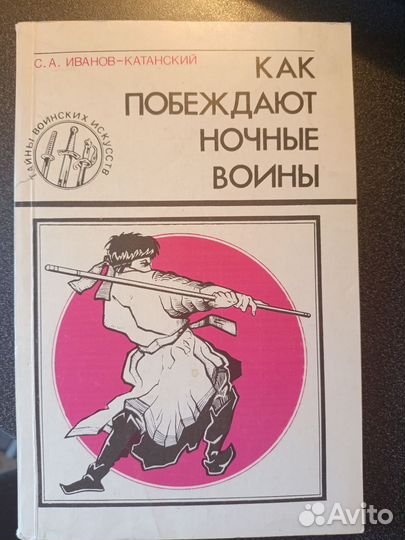 С. А. ИВАНОВ-КАТАНСКИЙ
КАК
ПОБЕЖДАЮТ
НОЧНЫЕ
ВОИНЫ
ТАЙНЫ ВОИНСКИХ ИСКУССТВ
Avito